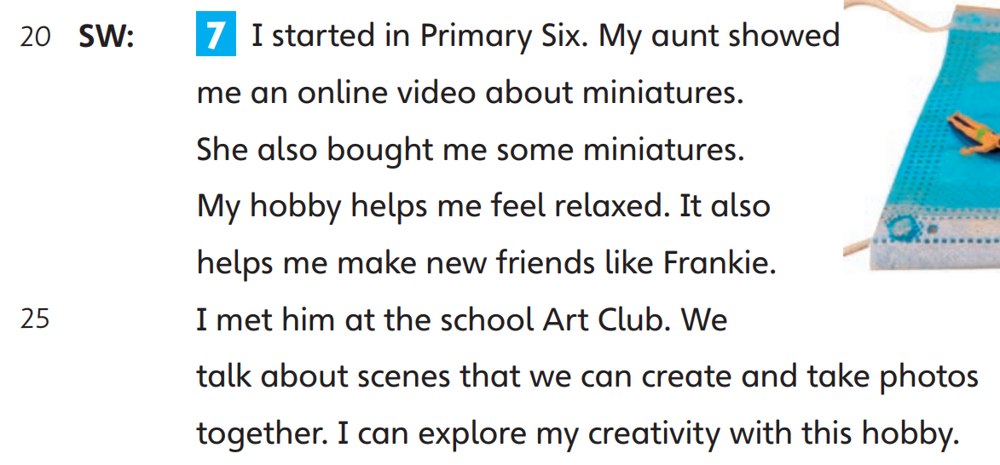 20 SW: 7 I started in Primary Six. My aunt showed
me an online video about miniatures.
She also bought me some miniatures.
My hobby helps me feel relaxed. It also
helps me make new friends like Frankie.
25 I met him at the school Art Club. We
talk about scenes that we can create and take photos
together. I can explore my creativity with this hobby.